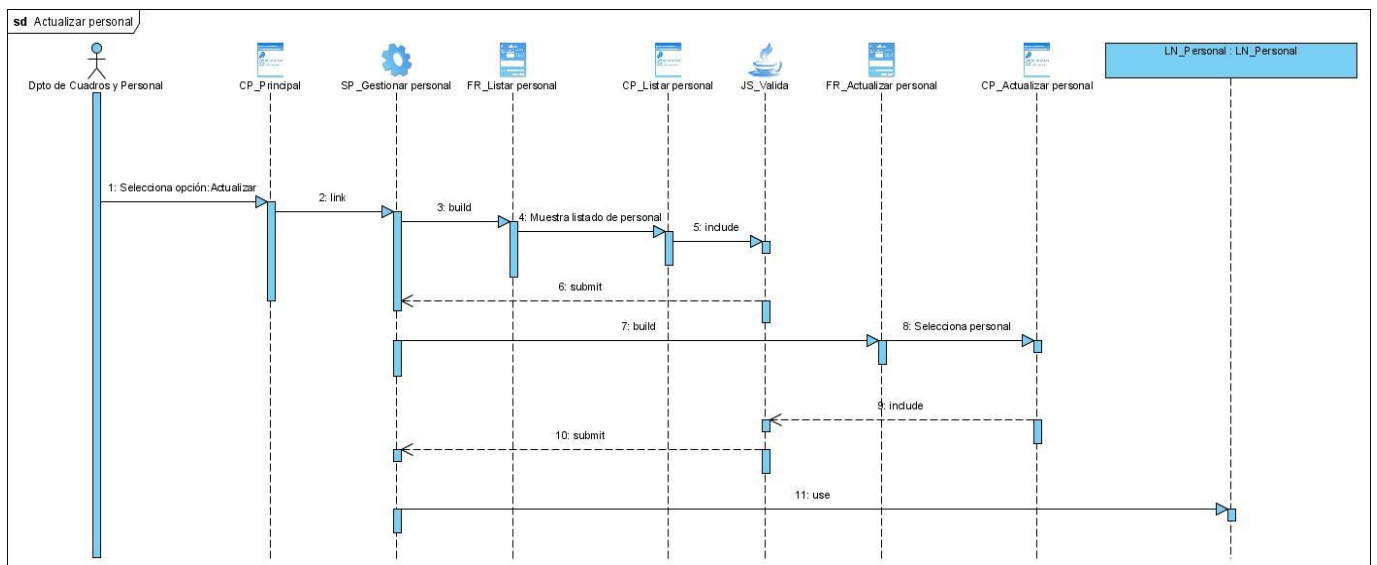 sd Actualizar personal
Dpto de Cuadros y Personal
CP_Principal
SP_Gestionar personal
FR_Listar personal
CP_Listar personal
JS_Valida
FR_Actualizar personal
CP_Actualizar personal
LN_Personal : LN_Personal
1: Selecciona opción:Actualizar
2: link
3: build
4: Muestra listado de personal
5: include
6: submit
7: build
8: Selecciona personal
9: include
10: submit
11: use